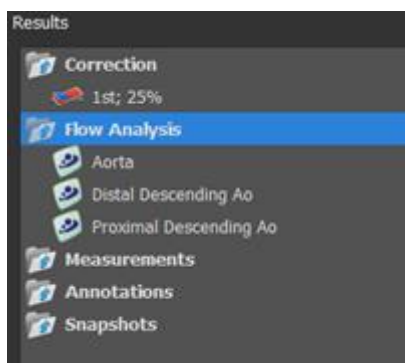 Results
Correction
1st; 25%
Flow Analysis
Aorta
Distal Descending Ao
Proximal Descending Ao
Measurements
Annotations
Snapshots